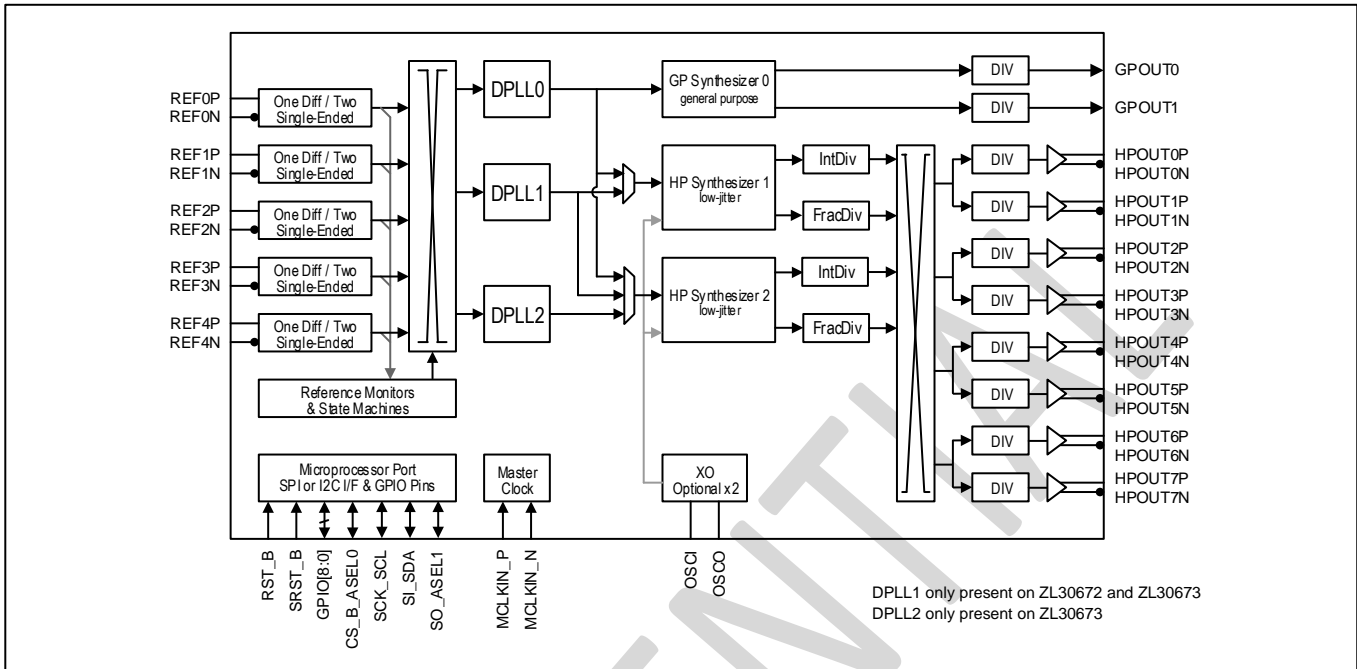 REF0P
REF0N
REF1P
REF1N
REF2P
REF2N
REF3P
REF3N
REF4P
REF4N
One Diff / Two
Single-Ended
One Diff / Two
Single-Ended
One Diff / Two
Single-Ended
One Diff / Two
Single-Ended
One Diff / Two
Single-Ended
Reference Monitors
& State Machines
DPLL0
DPLL1
DPLL2
GP Synthesizer 0
general purpose
HP Synthesizer 1
low-jitter
HP Synthesizer 2
low-jitter
IntDiv
FracDiv
IntDiv
FracDiv
DIV
DIV
DIV
DIV
DIV
DIV
DIV
DIV
DIV
DIV
GPOUT0
GPOUT1
HPOUT0P
HPOUT0N
HPOUT1P
HPOUT1N
HPOUT2P
HPOUT2N
HPOUT3P
HPOUT3N
HPOUT4P
HPOUT4N
HPOUT5P
HPOUT5N
HPOUT6P
HPOUT6N
HPOUT7P
HPOUT7N
Microprocessor Port
SPI or I2C I/F & GPIO Pins
Master
Clock
XO
Optional x2
RST_B
SRST_B
GPIO[8:0]
CS_B_ASEL0
SCK_SCL
SI_SDA
SO_ASEL1
MCLKIN_P
MCLKIN_N
OSCI
OSCO
DPLL1 only present on ZL30672 and ZL30673
DPLL2 only present on ZL30673
ENTIAL